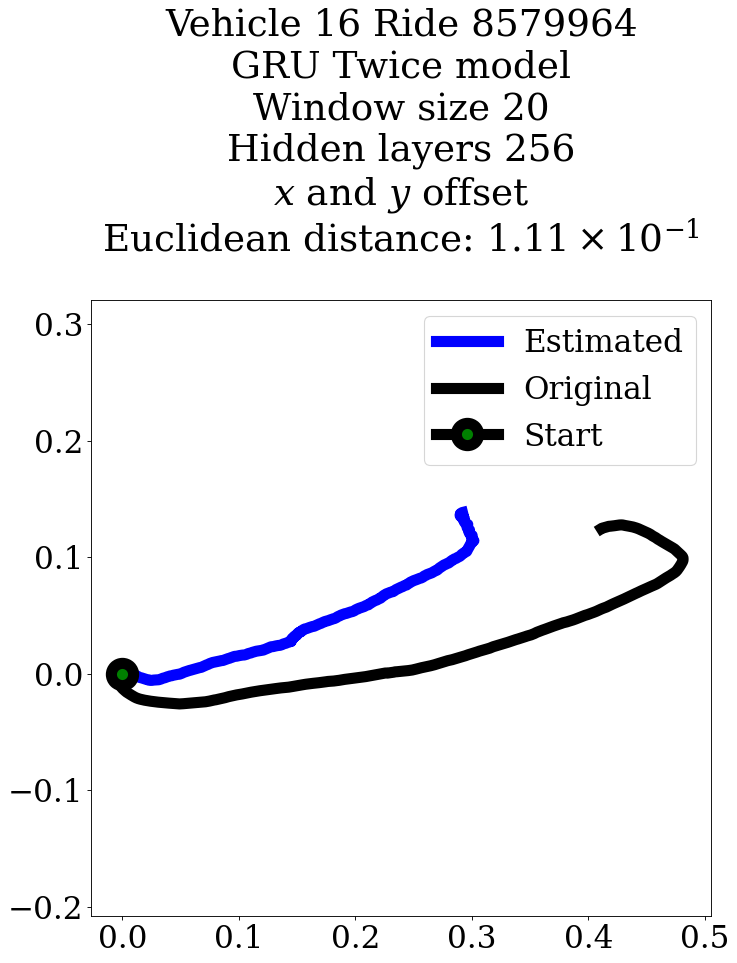 Vehicle 16 Ride 8579964
GRU Twice model
Window size 20
Hidden layers 256
x and y offset
Euclidean distance: 1.11 × 10⁻¹
Estimated
Original
Start
0.3
0.2
0.1
0.0
−0.1
−0.2
0.0 0.1 0.2 0.3 0.4 0.5